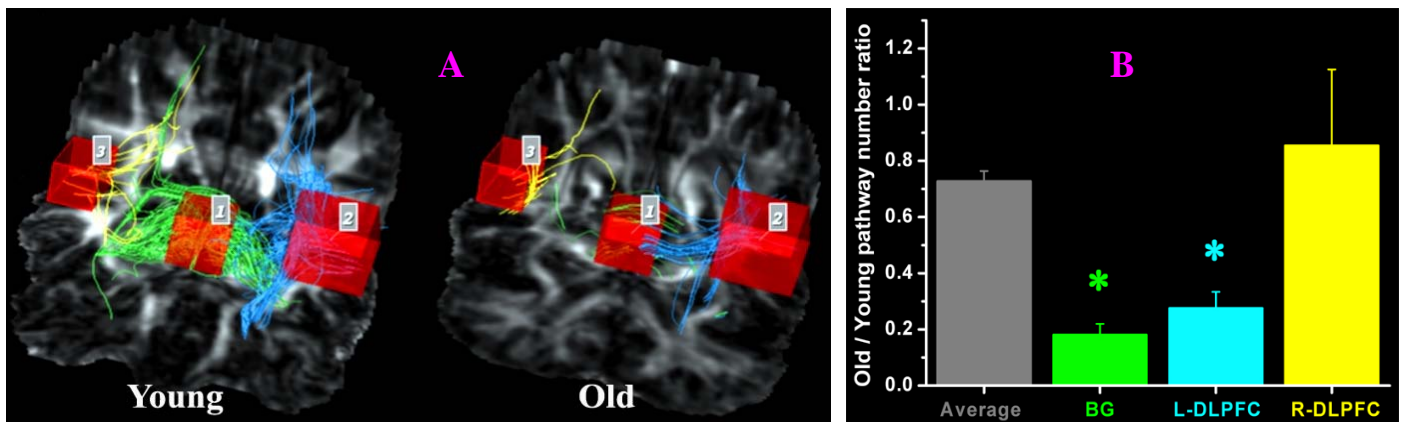 A
3
1
2
3
1
2
Young
Old
B
Old / Young pathway number ratio
1.2
1.0
0.8
0.6
0.4
0.2
0.0
*
*
Average BG L-DLPFC R-DLPFC